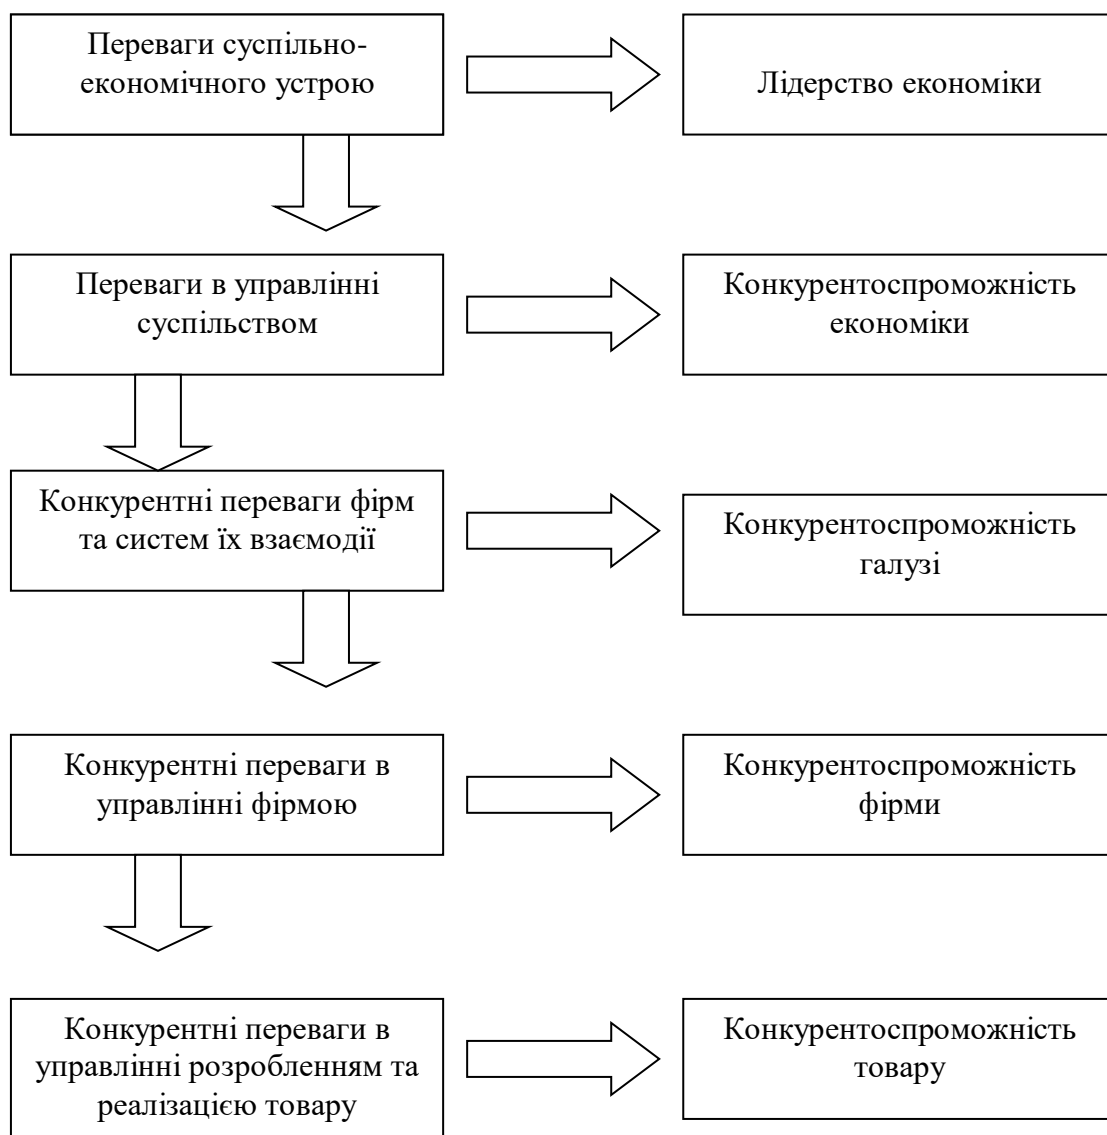 Переваги суспільно-
економічного устрою
Лідерство економіки
Переваги в управлінні
суспільством
Конкурентоспроможність
економіки
Конкурентні переваги фірм
та систем їх взаємодії
Конкурентоспроможність
галузі
Конкурентні переваги в
управлінні фірмою
Конкурентоспроможність
фірми
Конкурентні переваги в
управлінні розробленням та
реалізацією товару
Конкурентоспроможність
товару